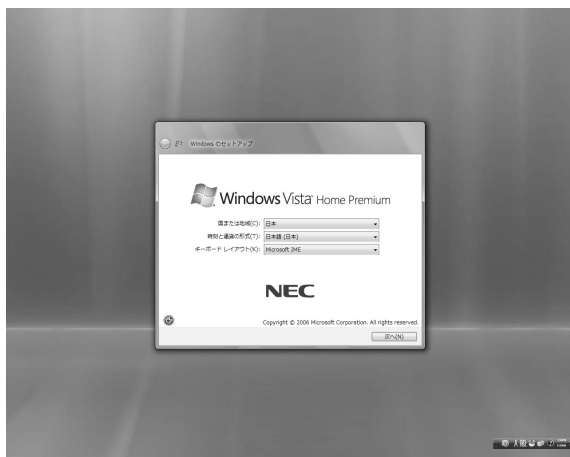 Windows のセットアップ
Windows Vista™ Home Premium
国または地域(C): 日本
時刻と通貨の形式(T): 日本語 (日本)
キーボード レイアウト(K): Microsoft IME
NEC
Copyright © 2006 Microsoft Corporation. All rights reserved.
次へ(N)
A 般